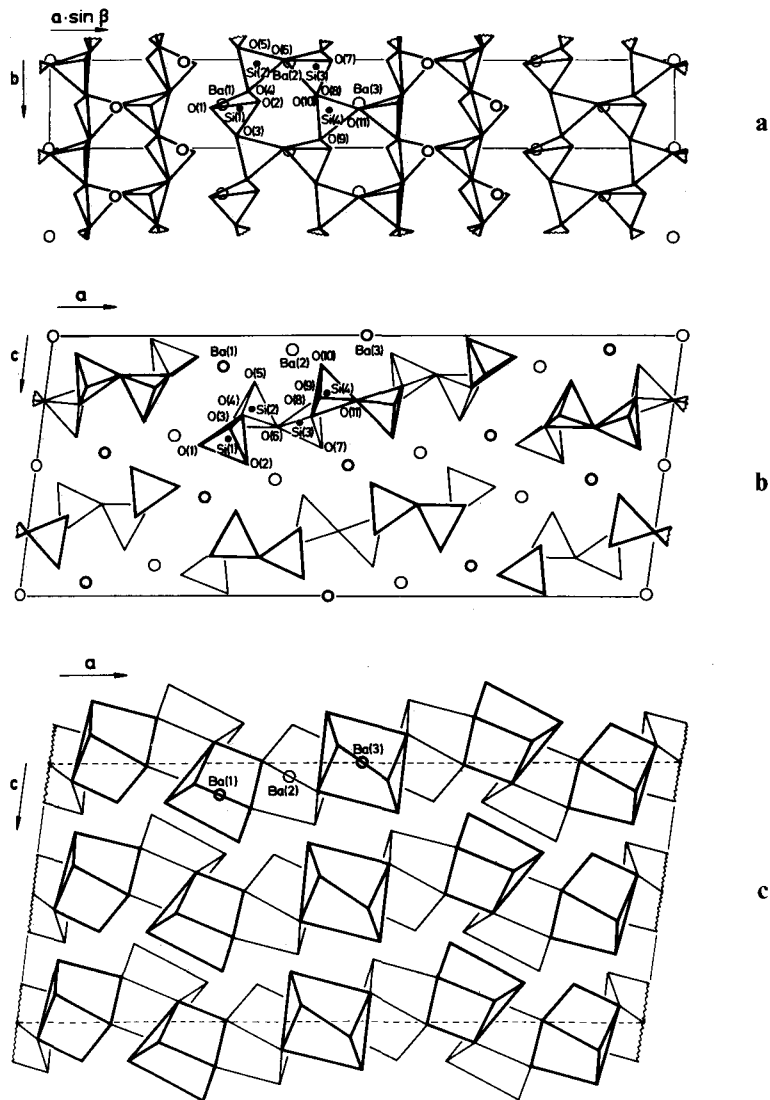 a·sin β
b
O(5) O(6) O(7)
Si(2) Ba(2) Si(3)
Ba(1) O(4) O(8) Ba(3)
O(1) O(2) O(10)
Si(1) Si(4) O(11)
O(3) O(9)
a
a
c
Ba(1) Ba(2) Ba(3)
O(5) O(10)
O(4) Si(2) O(9) Si(4)
O(3) O(8) O(11)
O(1) Si(1) O(6) Si(3)
O(2) O(7)
b
a
c
Ba(1) Ba(2) Ba(3)
c